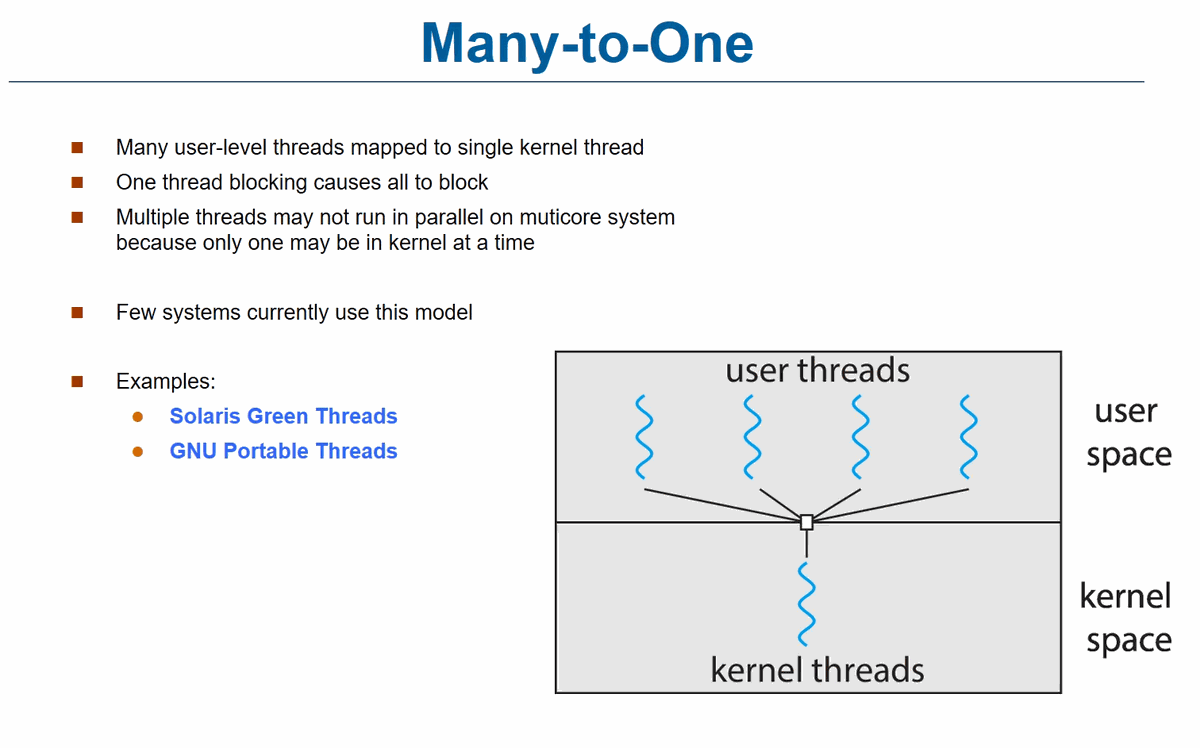 Many-to-One
Many user-level threads mapped to single kernel thread
One thread blocking causes all to block
Multiple threads may not run in parallel on muticore system
because only one may be in kernel at a time
Few systems currently use this model
Examples:
Solaris Green Threads
GNU Portable Threads
user threads
user
space
kernel
space
kernel threads